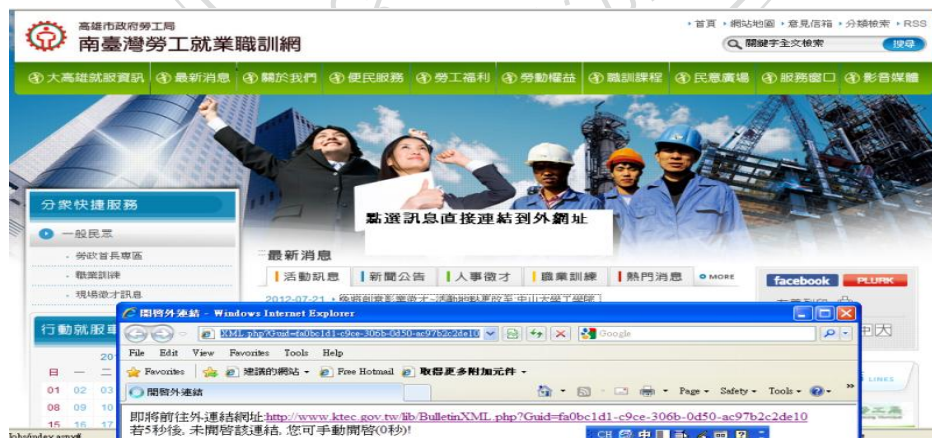 ・首頁 ・網站地圖 ・意見信箱 ・分類檢索 ・RSS
高雄市政府勞工局
南臺灣勞工就業職訓網
關鍵字全文檢索 搜尋
大高雄就服資訊 最新消息 關於我們 便民服務 勞工福利 勞動權益 職訓課程 民意廣場 服務窗口 影音媒體
分眾快捷服務
一般民眾
勞政首長專區
職業訓練
現場徵才訊息
點選訊息直接連結到外網址
最新消息
活動訊息 新聞公告 人事徵才 職業訓練 熱門消息 MORE
2012-07-21
facebook PLURK
行動就服車
日 一 二
01 02 03
08 09 10
15 16 17
中 大
LINKS
開啓外連結 - Windows Internet Explorer
XML.php?Guid=fa0bc1d1-c9ce-306b-0d50-ac97b2c2de10
Google
File Edit View Favorites Tools Help
Favorites 建議的網站 Free Hotmail 取得更多附加元件
開啓外連結
Page Safety Tools
即將前往外連結網址:http://www.ktec.gov.tw/lib/BulletinXML.php?Guid=fa0bc1d1-c9ce-306b-0d50-ac97b2c2de10
若5秒後, 未開啓該連結, 您可手動開啓(0秒)!
CH 中